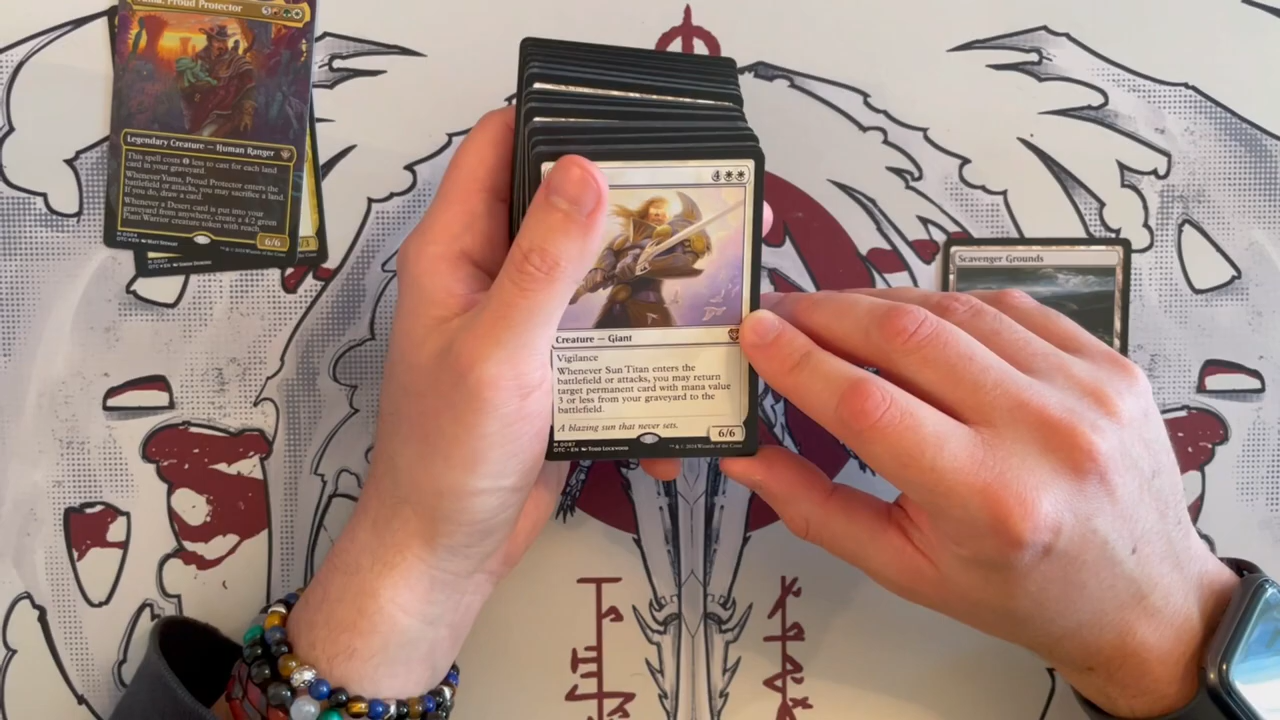 Yuma, Proud Protector
Legendary Creature — Human Ranger
This spell costs 1 less to cast for each land
card in your graveyard.
Whenever Yuma, Proud Protector enters the
battlefield or attacks, you may sacrifice a land.
If you do, draw a card.
Whenever a Desert card is put into your
graveyard from anywhere, create a 4/2 green
Plant Warrior creature token with reach.
6/6
4
Creature — Giant
Vigilance
Whenever Sun Titan enters the
battlefield or attacks, you may return
target permanent card with mana value
3 or less from your graveyard to the
battlefield.
A blazing sun that never sets.
6/6
M 0087
OTC • EN Todd Lockwood
Scavenger Grounds